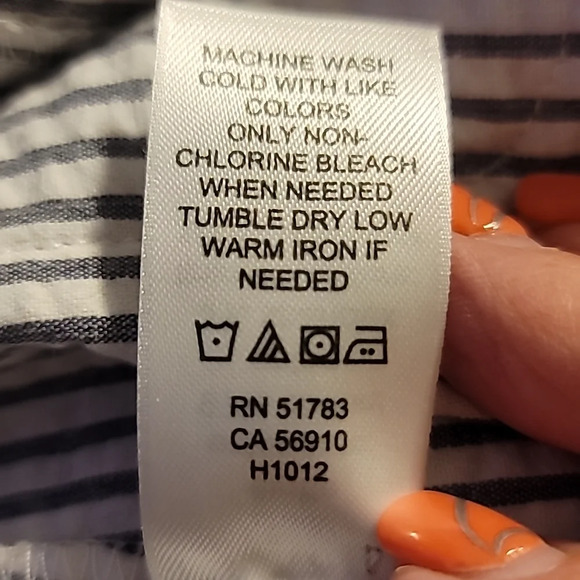 MACHINE WASH
COLD WITH LIKE
COLORS
ONLY NON-
CHLORINE BLEACH
WHEN NEEDED
TUMBLE DRY LOW
WARM IRON IF
NEEDED
RN 51783
CA 56910
H1012